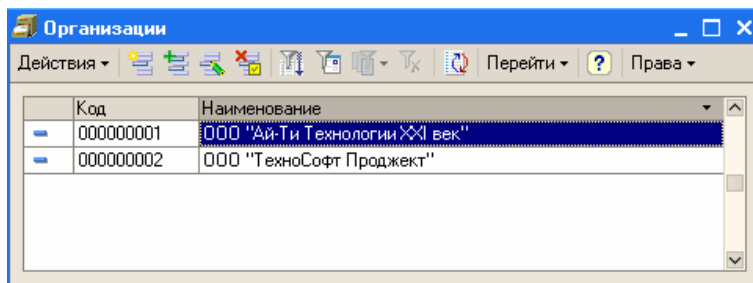 Организации
Действия Перейти ? Права
Код Наименование
000000001 ООО "Ай-Ти Технологии XXI век"
000000002 ООО "ТехноСофт Проджект"